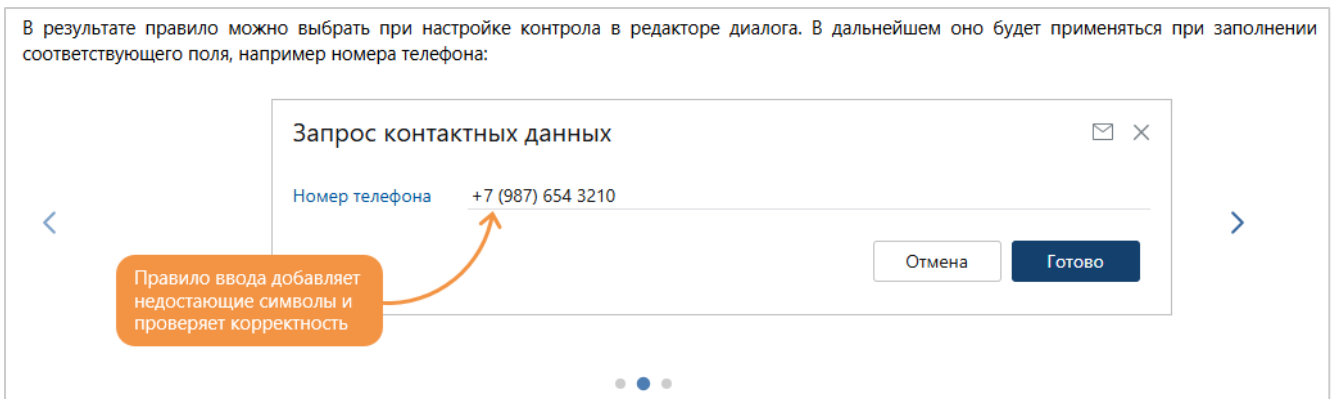 В результате правило можно выбрать при настройке контрола в редакторе диалога. В дальнейшем оно будет применяться при заполнении
соответствующего поля, например номера телефона:
Запрос контактных данных
Номер телефона +7 (987) 654 3210
Отмена Готово
Правило ввода добавляет
недостающие символы и
проверяет корректность